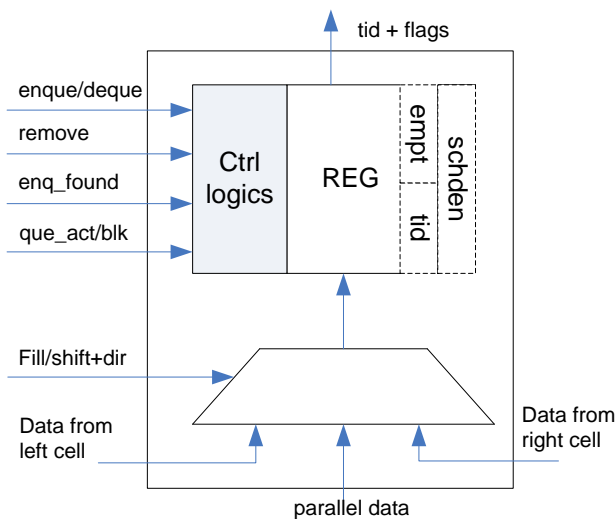 tid + flags
enque/deque
remove
enq_found
que_act/blk
Ctrl
logics
REG
empt
tid
schden
Fill/shift+dir
Data from
left cell
Data from
right cell
parallel data